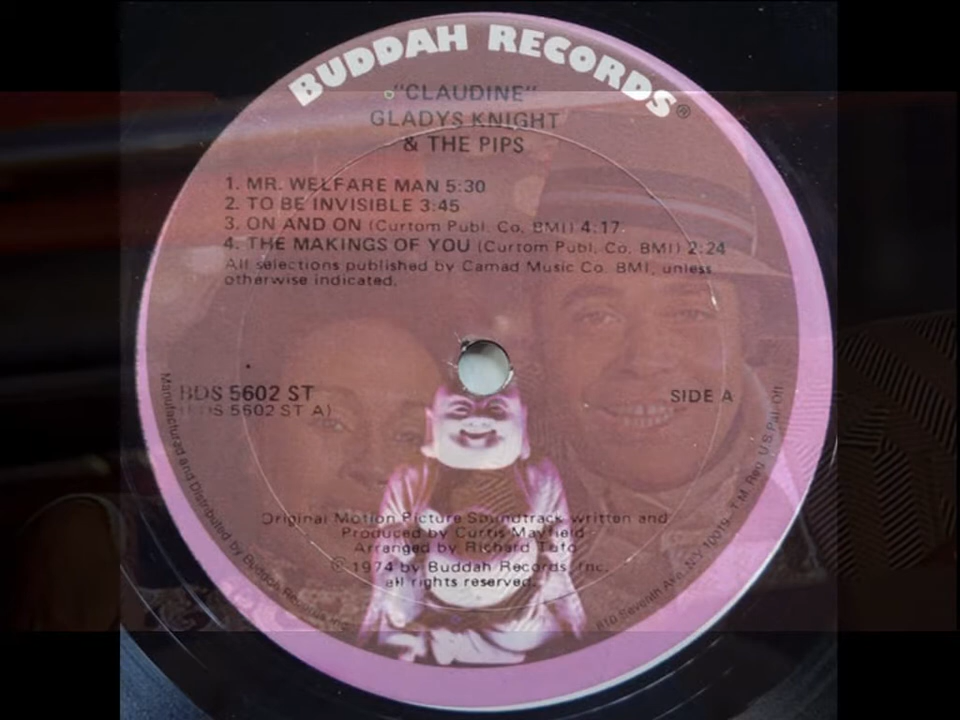 BUDDAH RECORDS®
"CLAUDINE"
GLADYS KNIGHT
& THE PIPS
1. MR. WELFARE MAN 5:30
2. TO BE INVISIBLE 3:45
3. ON AND ON (Curtom Publ. Co. BMI) 4:17
4. THE MAKINGS OF YOU (Curtom Publ. Co. BMI) 2:24
All selections published by Camad Music Co. BMI, unless
otherwise indicated.
BDS 5602 ST
(BDS 5602 ST A)
SIDE A
Original Motion Picture Soundtrack written and
Produced by Curtis Mayfield
Arranged by Richard Tufo
© 1974 by Buddah Records, Inc.
all rights reserved.
Manufactured and Distributed by Buddah Records, Inc.
810 Seventh Ave. N.Y. 10019 T.M. Reg. U.S. Pat. Off.